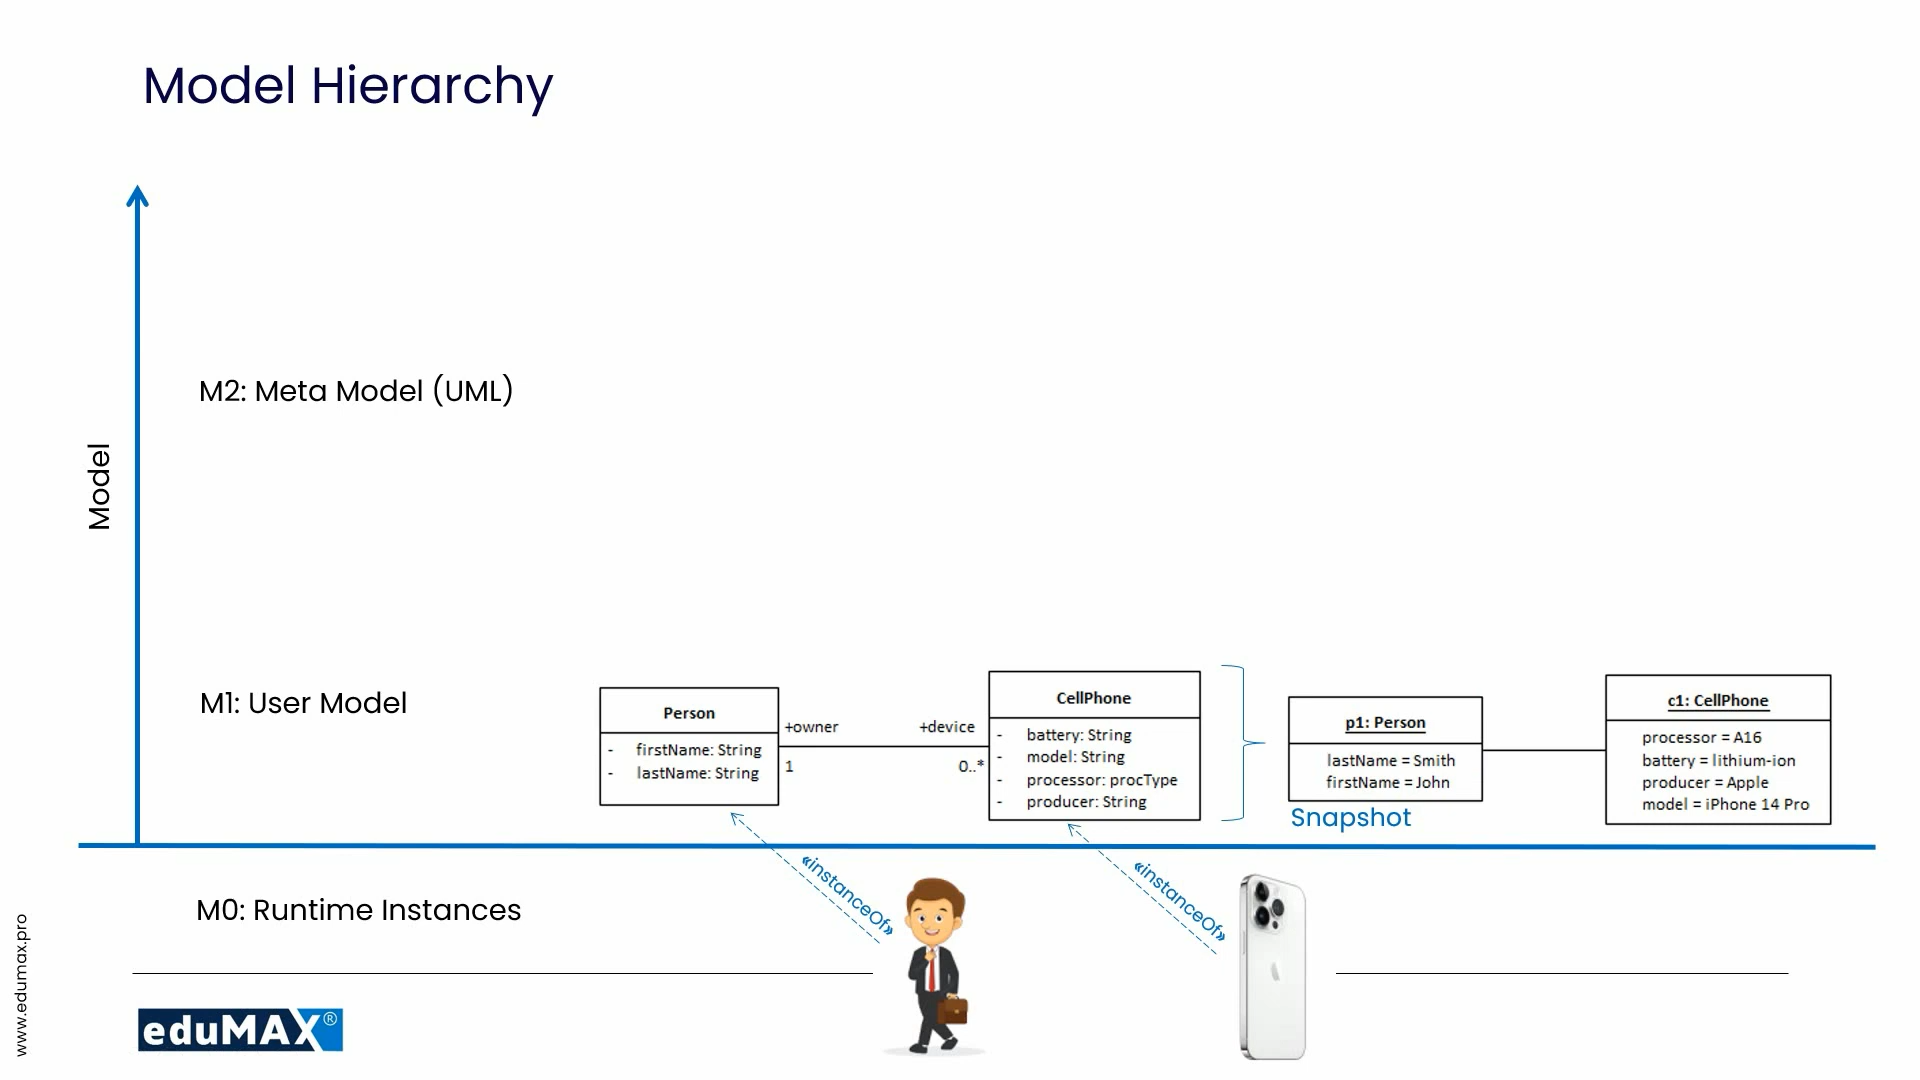 Model Hierarchy
Model
M2: Meta Model (UML)
M1: User Model
Person
- firstName: String
- lastName: String
+owner
+device
1
0..*
CellPhone
- battery: String
- model: String
- processor: procType
- producer: String
p1: Person
lastName = Smith
firstName = John
Snapshot
c1: CellPhone
processor = A16
battery = lithium-ion
producer = Apple
model = iPhone 14 Pro
«instanceOf»
«instanceOf»
M0: Runtime Instances
www.edumax.pro
eduMAX®